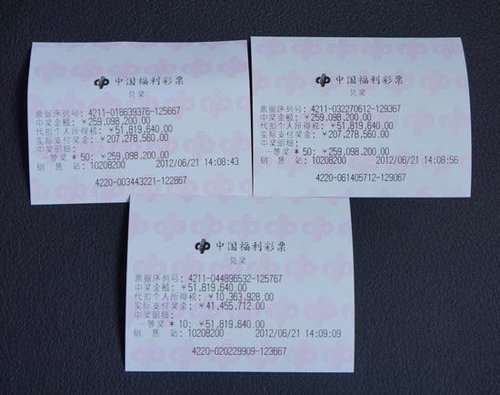 中国福利彩票
兑奖
票据序列号: 4211-018639376-125667
中奖金额: ￥259,098,200.00
代扣个人所得税: ￥51,819,640.00
实际支付奖金: ￥207,278,560.00
中奖明细:
一等奖 * 50: ￥259,098,200.00
销 售 站: 10208200 2012/06/21 14:08:43
4220-003443221-122867
中国福利彩票
兑奖
票据序列号: 4211-032270612-129367
中奖金额: ￥259,098,200.00
代扣个人所得税: ￥51,819,640.00
实际支付奖金: ￥207,278,560.00
中奖明细:
一等奖 * 50: ￥259,098,200.00
销 售 站: 10208200 2012/06/21 14:08:56
4220-061405712-129067
中国福利彩票
兑奖
票据序列号: 4211-044896532-125767
中奖金额: ￥51,819,640.00
代扣个人所得税: ￥10,363,928.00
实际支付奖金: ￥41,455,712.00
中奖明细:
一等奖 * 10: ￥51,819,640.00
销 售 站: 10208200 2012/06/21 14:09:09
4220-020229909-123667